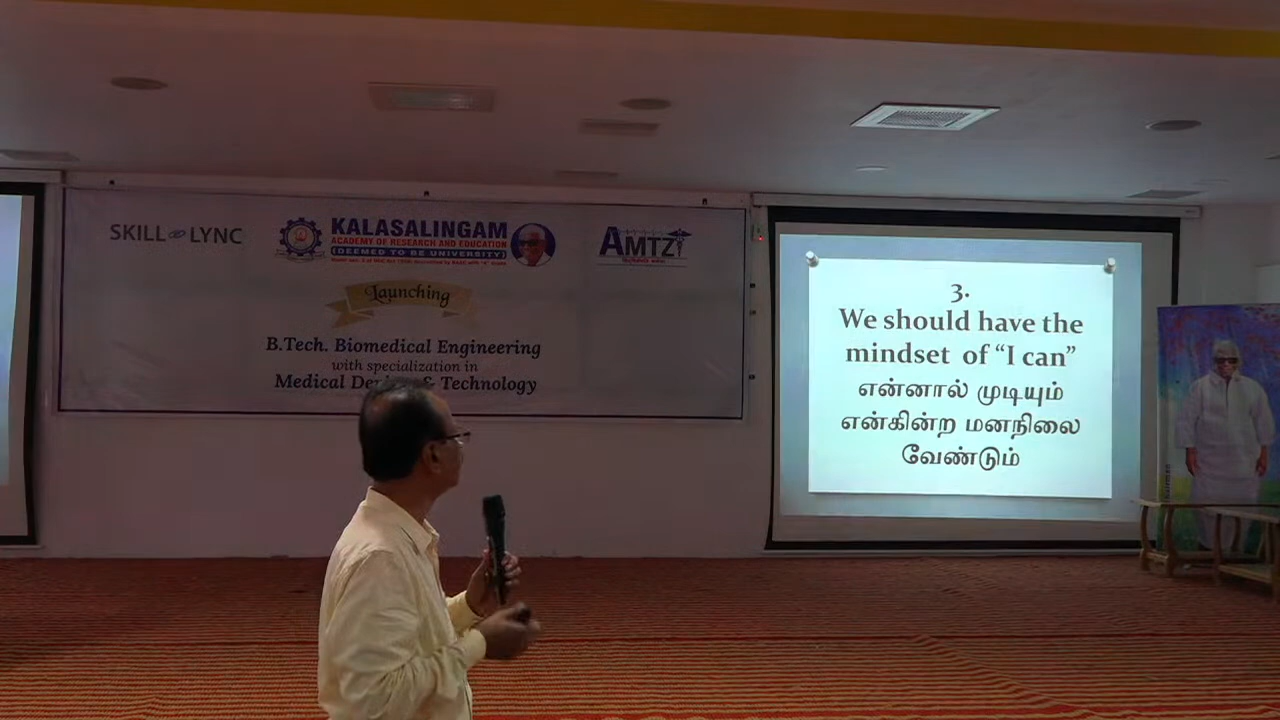 SKILL LYNC
KALASALINGAM
ACADEMY OF RESEARCH AND EDUCATION
(DEEMED TO BE UNIVERSITY)
AMTZ
Launching
B.Tech. Biomedical Engineering
with specialization in
Medical & Technology
3.
We should have the
mindset of “I can”
என்னால் முடியும்
என்கின்ற மனநிலை
வேண்டும்